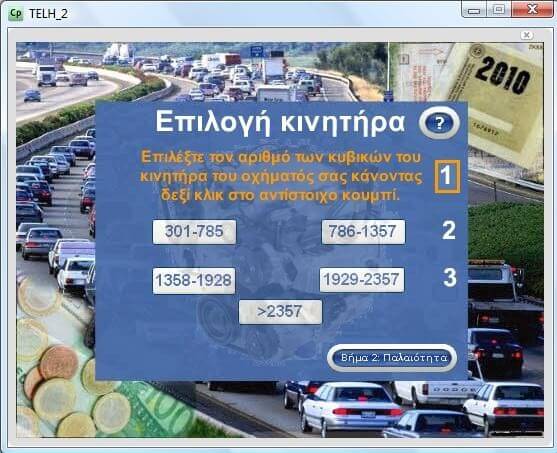 Cp TELH_2
2010
Επιλογή κινητήρα ?
Επιλέξτε τον αριθμό των κυβικών του
κινητήρα του οχήματός σας κάνοντας
δεξί κλικ στο αντίστοιχο κουμπί.
1
301-785 786-1357 2
1358-1928 1929-2357 3
>2357
Βήμα 2: Παλαιότητα